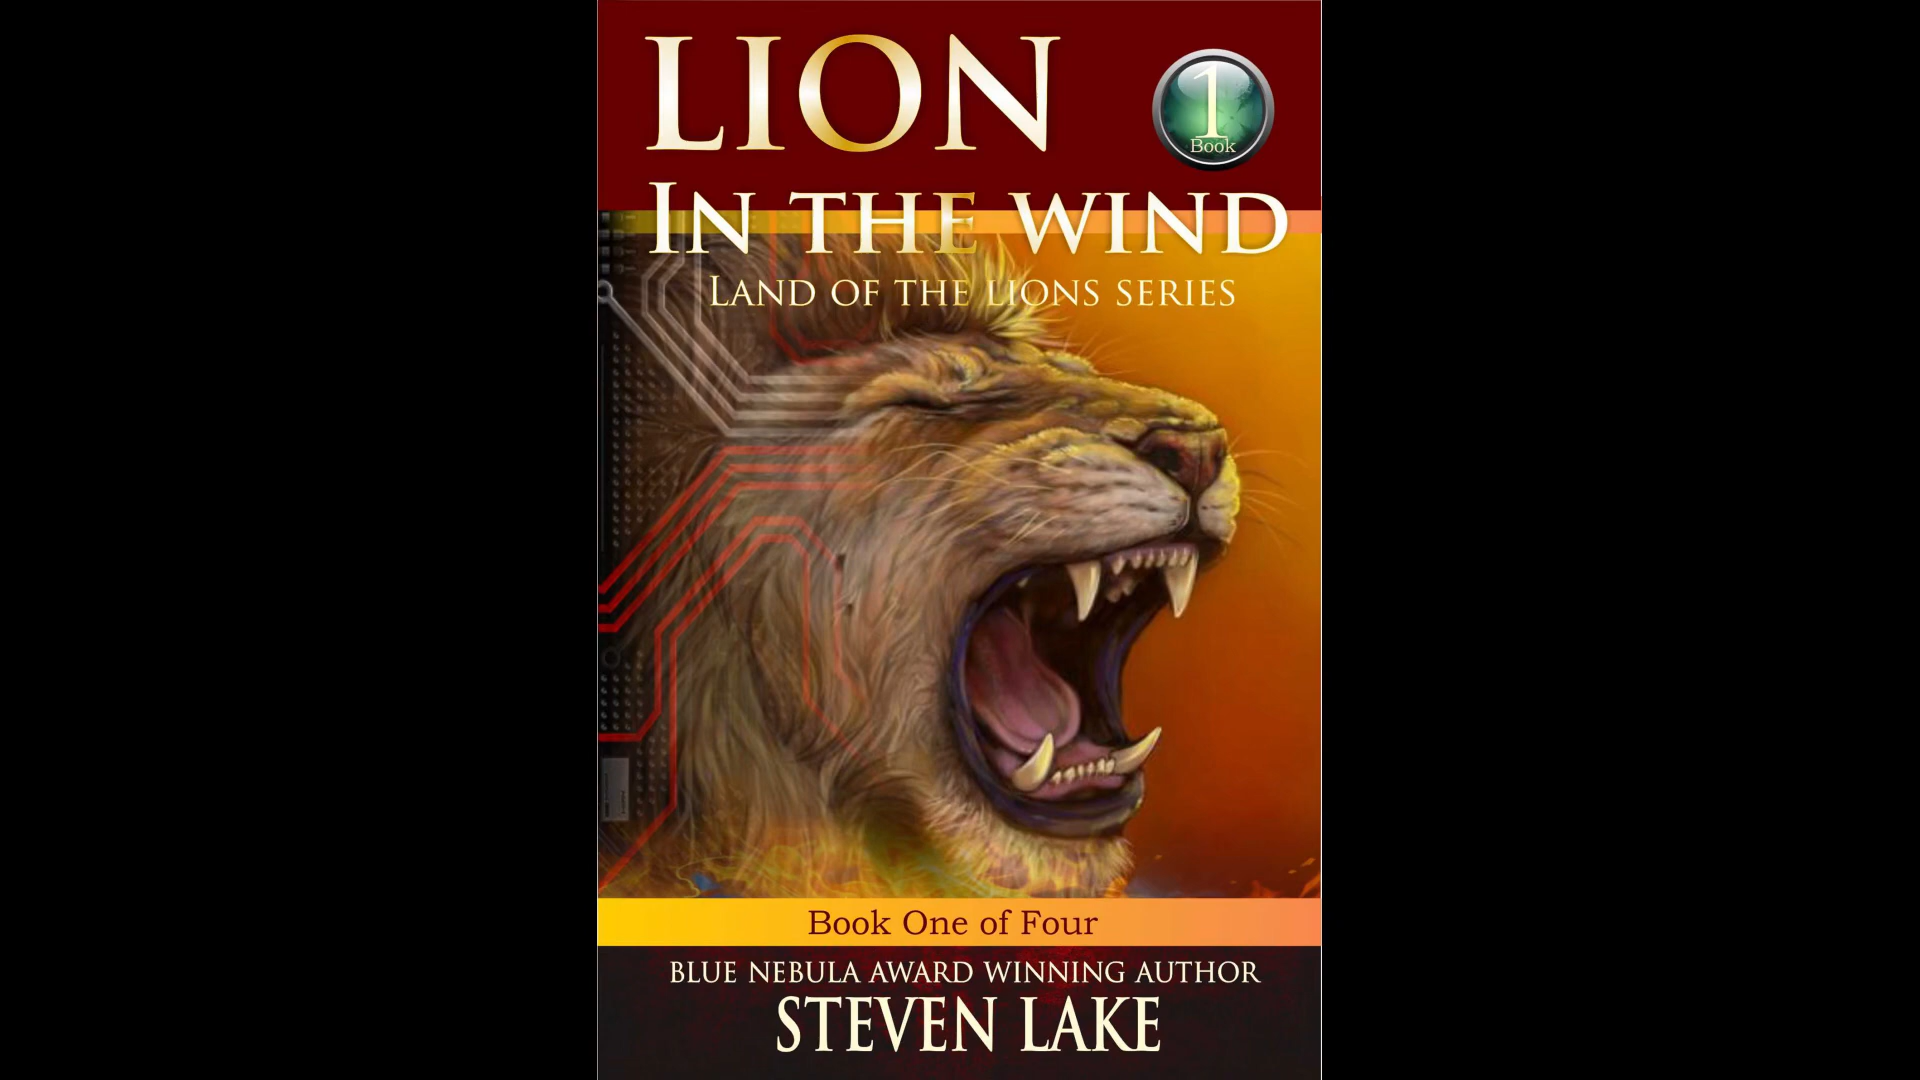 LION
1
Book
IN THE WIND
LAND OF THE LIONS SERIES
Book One of Four
BLUE NEBULA AWARD WINNING AUTHOR
STEVEN LAKE